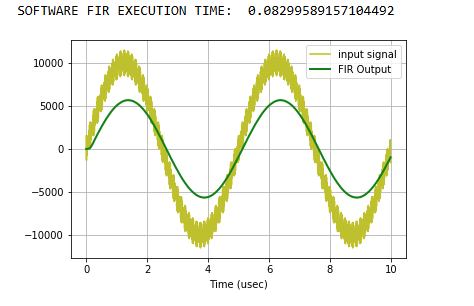 SOFTWARE FIR EXECUTION TIME:  0.08299589157104492
input signal
FIR Output
10000
5000
0
−5000
−10000
0 2 4 6 8 10
Time (usec)